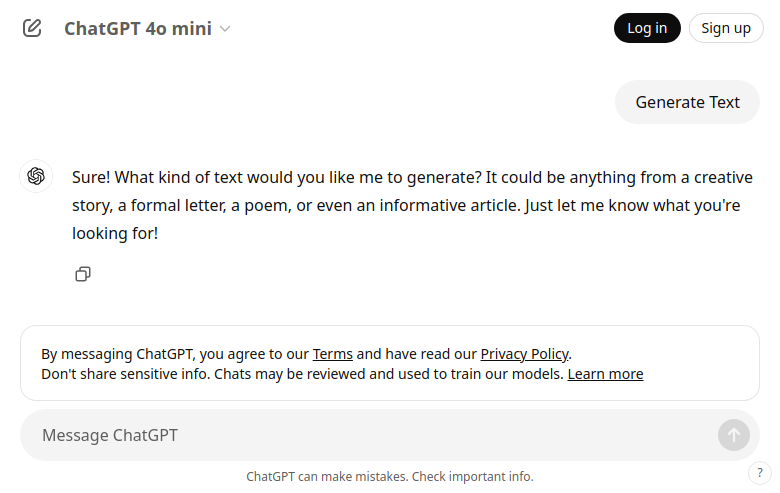 ChatGPT 4o mini
Log in
Sign up
Generate Text
Sure! What kind of text would you like me to generate? It could be anything from a creative
story, a formal letter, a poem, or even an informative article. Just let me know what you're
looking for!
By messaging ChatGPT, you agree to our Terms and have read our Privacy Policy.
Don't share sensitive info. Chats may be reviewed and used to train our models. Learn more
Message ChatGPT
ChatGPT can make mistakes. Check important info.
?